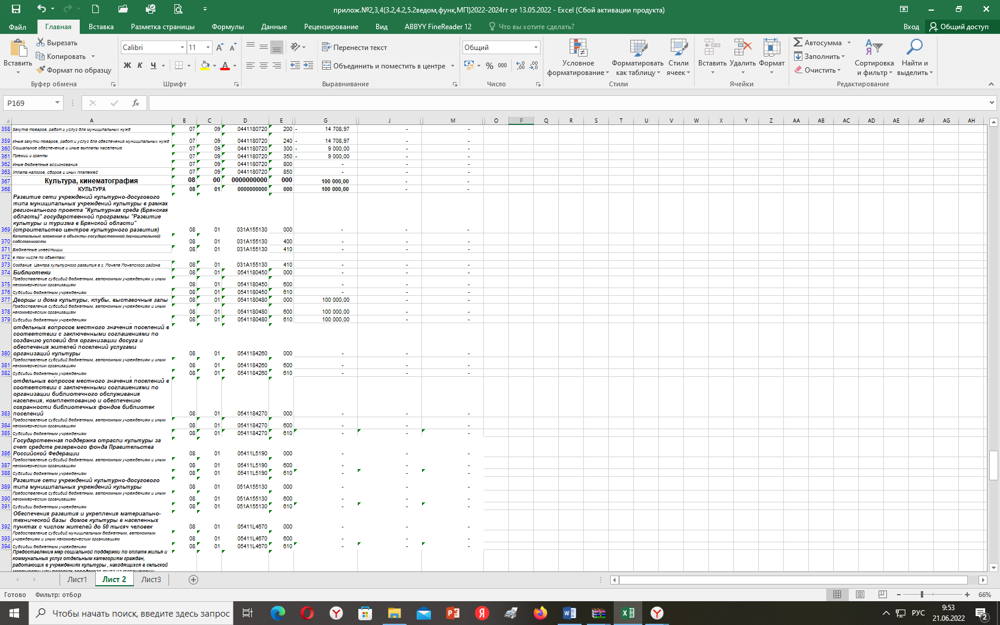 прилож.№2,3,4(3.2,4.2,5.2ведом,функ,МП)2022-2024гг от 13.05.2022 - Excel (Сбой активации продукта)
Файл Главная Вставка Разметка страницы Формулы Данные Рецензирование Вид ABBYY FineReader 12 Что вы хотите сделать? Вход Общий доступ
Вставить
Вырезать
Копировать
Формат по образцу
Буфер обмена
Calibri 11
Ж К Ч
Шрифт
Перенести текст
Объединить и поместить в центре
Выравнивание
Общий
% 000
Число
Условное форматирование
Форматировать как таблицу
Стили ячеек
Стили
Вставить Удалить Формат
Ячейки
Автосумма
Заполнить
Очистить
Сортировка и фильтр
Найти и выделить
Редактирование
P169 fx
A B C D E G J M O P Q R S T U V W X Y Z AA AB AC AD AE AF AG AH
358 Закупка товаров, работ и услуг для муниципальных нужд 07 09 0441180720 200 - 14 708,97 - -
359 Иные закупки товаров, работ и услуг для обеспечения муниципальных нужд 07 09 0441180720 240 - 14 708,97 - -
360 Социальное обеспечение и иные выплаты населению 07 09 0441180720 300 - 9 000,00 - -
361 Премии и гранты 07 09 0441180720 350 - 9 000,00 - -
362 Иные бюджетные ассигнования 07 09 0441180720 800 - - -
363 Уплата налогов, сборов и иных платежей 07 09 0441180720 850 - - -
367 Культура, кинематография 08 00 0000000000 000 100 000,00 - -
368 КУЛЬТУРА 08 01 0000000000 000 100 000,00 - -
Развитие сети учреждений культурно-досугового
типа муниципальных учреждений культуры в рамках
регионального проекта "Культурная среда (Брянская
область)" государственной программы "Развитие
культуры и туризма в Брянской области"
369 (строительство центров культурного развития) 08 01 031A155130 000 - - -
Капитальные вложения в объекты государственной (муниципальной)
370 собственности 08 01 031A155130 400 - - -
371 Бюджетные инвестиции 08 01 031A155130 410 - - -
372 в том числе по объектам:
373 Создание Центра культурного развития в г. Почепе Почепского района 08 01 031A155130 410 - - -
374 Библиотеки 08 01 0541180450 000 - - -
Предоставление субсидий бюджетным, автономным учреждениям и иным
375 некоммерческим организациям 08 01 0541180450 600 - - -
376 Субсидии бюджетным учреждениям 08 01 0541180450 610 - - -
377 Дворцы и дома культуры, клубы, выставочные залы 08 01 0541180480 000 100 000,00 - -
Предоставление субсидий бюджетным, автономным учреждениям и иным
378 некоммерческим организациям 08 01 0541180480 600 100 000,00 - -
379 Субсидии бюджетным учреждениям 08 01 0541180480 610 100 000,00 - -
отдельных вопросов местного значения поселений в
соответствии с заключенными соглашениями по
созданию условий для организации досуга и
обеспечения жителей поселений услугами
380 организаций культуры 08 01 0541184260 000 - - -
Предоставление субсидий бюджетным, автономным учреждениям и иным
381 некоммерческим организациям 08 01 0541184260 600 - - -
382 Субсидии бюджетным учреждениям 08 01 0541184260 610 - - -
отдельных вопросов местного значения поселений в
соответствии с заключенными соглашениями по
организации библиотечного обслуживания
населения, комплектованию и обеспечению
сохранности библиотечных фондов библиотек
383 поселений 08 01 0541184270 000 - - -
Предоставление субсидий бюджетным, автономным учреждениям и иным
384 некоммерческим организациям 08 01 0541184270 600 - - -
385 Субсидии бюджетным учреждениям 08 01 0541184270 610 - - -
Государственная поддержка отрасли культуры за
счет средств резервного фонда Правительства
386 Российской Федерации 08 01 05411L5190 000 - - -
Предоставление субсидий бюджетным, автономным учреждениям и иным
387 некоммерческим организациям 08 01 05411L5190 600 - - -
388 Субсидии бюджетным учреждениям 08 01 05411L5190 610 - - -
Развитие сети учреждений культурно-досугового
389 типа муниципальных учреждений культуры 08 01 051A155130 000 - - -
Предоставление субсидий бюджетным, автономным учреждениям и иным
390 некоммерческим организациям 08 01 051A155130 600 - - -
391 Субсидии бюджетным учреждениям 08 01 051A155130 610 - - -
Обеспечения развития и укрепления материально-
технической базы домов культуры в населенных
392 пунктах с числом жителей до 50 тысяч человек 08 01 05411L4670 000 - - -
Предоставление субсидий муниципальным бюджетным, автономным
393 учреждениям и иным некоммерческим организациям 08 01 05411L4670 600 - - -
394 Субсидии бюджетным учреждениям 08 01 05411L4670 610 - - -
Предоставление мер социальной поддержки по оплате жилья и
коммунальных услуг отдельным категориям граждан,
работающих в учреждениях культуры , находящихся в сельской
Лист1 Лист 2 Лист3
Готово Фильтр: отбор 66%
Чтобы начать поиск, введите здесь запрос
РУС 9:53
21.06.2022 2